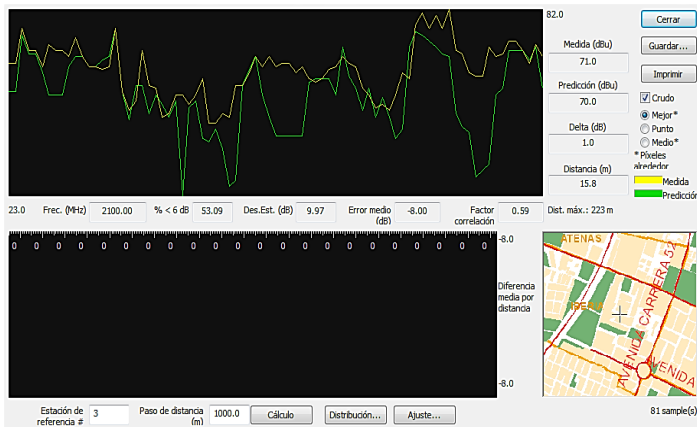 82.0
Cerrar
Medida (dBu)
71.0
Guardar...
Predicción (dBu)
70.0
Imprimir
Delta (dB)
1.0
Crudo
Mejor*
Punto
Medio*
* Píxeles
alrededor
Distancia (m)
15.8
Medida
Predicción
23.0 Frec. (MHz) 2100.00 % < 6 dB 53.09 Des.Est. (dB) 9.97 Error medio (dB) -8.00 Factor correlación 0.59 Dist. máx.: 223 m
0 0 0 0 0 0 0 0 0 0 0 0 0 0 0 0 0 0 0 0 0 0 0 0 0
-8.0
Diferencia
media por
distancia
-8.0
ATENAS
AVENIDA CARRERA 52
AVENIDA
Estación de referencia # 3 Paso de distancia (m) 1000.0 Cálculo Distribución... Ajuste... 81 sample(s)